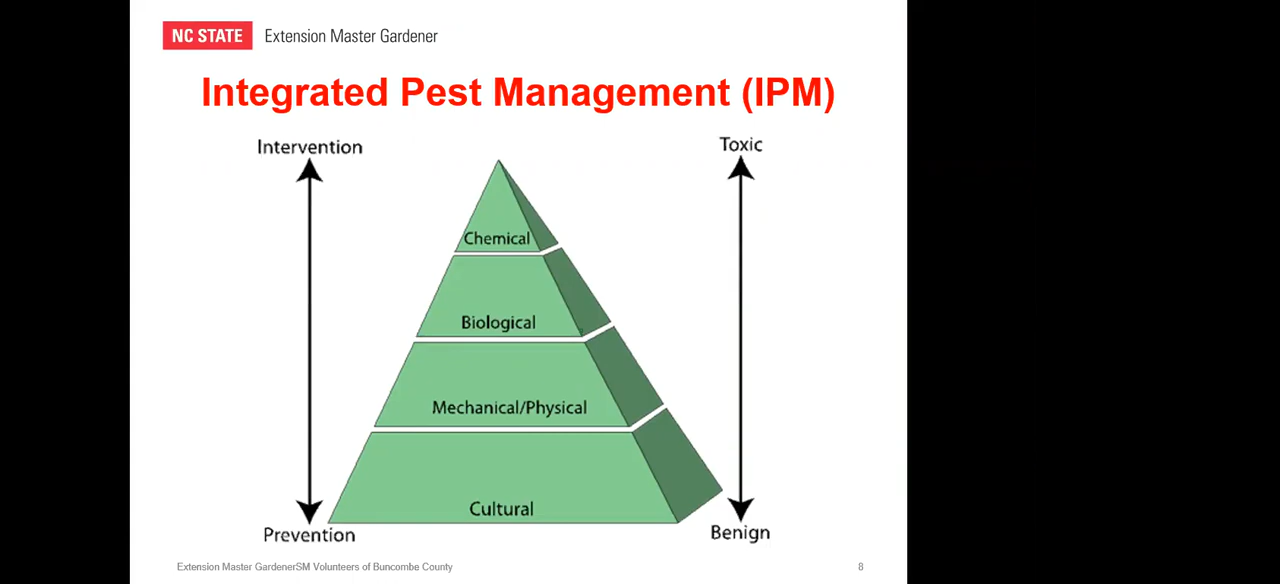 NC STATE Extension Master Gardener
Integrated Pest Management (IPM)
Intervention
Toxic
Chemical
Biological
Mechanical/Physical
Cultural
Prevention
Benign
Extension Master GardenerSM Volunteers of Buncombe County
8